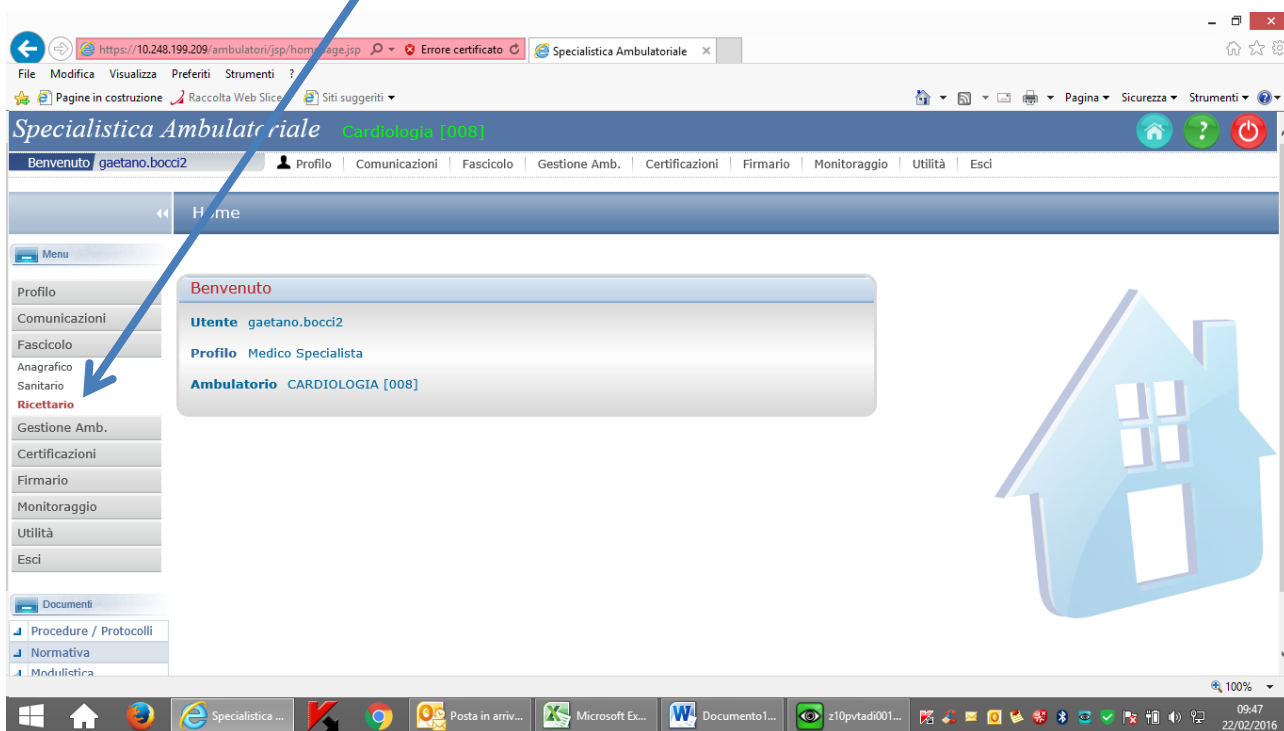 https://10.248.199.209/ambulatori/jsp/hom age.jsp Errore certificato Specialistica Ambulatoriale
File Modifica Visualizza Preferiti Strumenti ?
Pagine in costruzione Raccolta Web Slice Siti suggeriti Pagina Sicurezza Strumenti
Specialistica Ambulatoriale Cardiologia [008]
Benvenuto gaetano.bocci2 Profilo Comunicazioni Fascicolo Gestione Amb. Certificazioni Firmario Monitoraggio Utilità Esci
Home
Menu
Profilo
Comunicazioni
Fascicolo
Anagrafico
Sanitario
Ricettario
Gestione Amb.
Certificazioni
Firmario
Monitoraggio
Utilità
Esci
Benvenuto
Utente gaetano.bocci2
Profilo Medico Specialista
Ambulatorio CARDIOLOGIA [008]
Documenti
Procedure / Protocolli
Normativa
Modulistica
100%
Specialistica ... Posta in arriv... Microsoft Ex... Documento1... z10pvtadi001... 09:47
22/02/2016